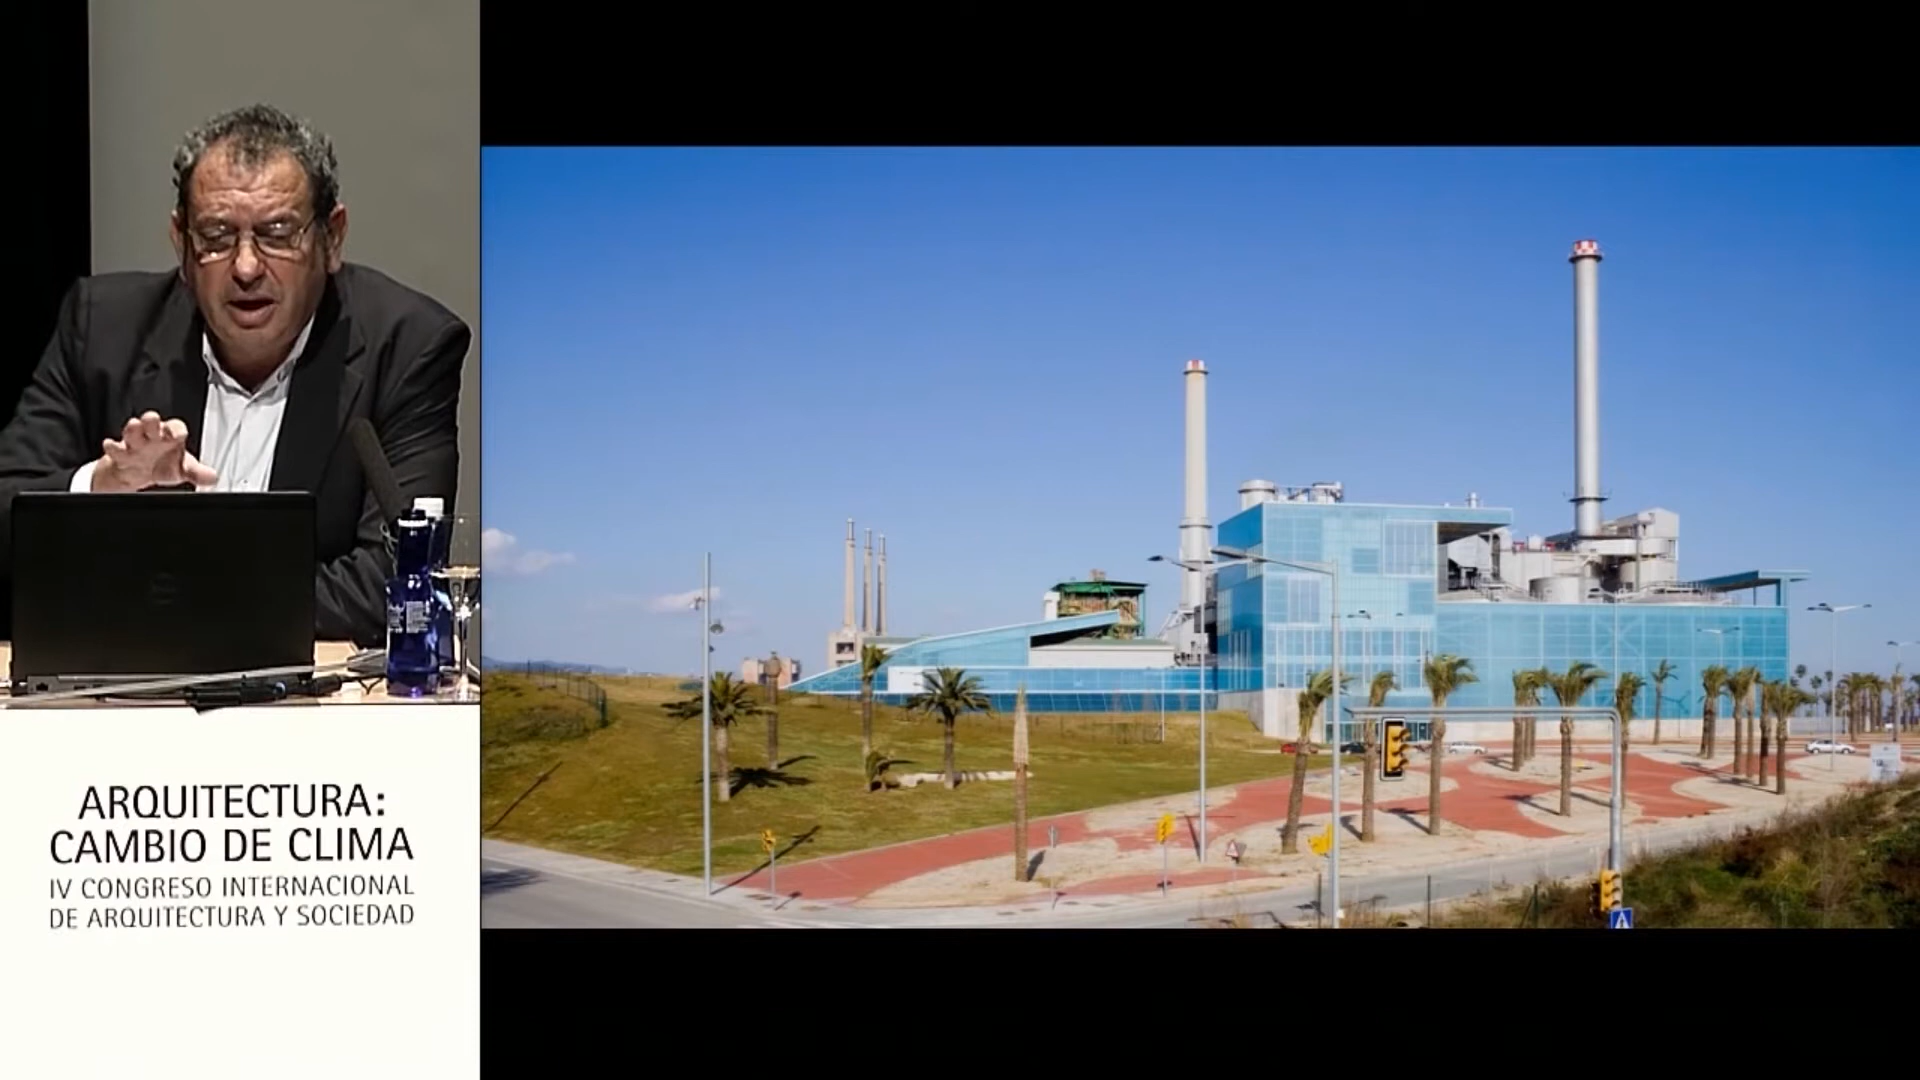 ARQUITECTURA:
CAMBIO DE CLIMA
IV CONGRESO INTERNACIONAL
DE ARQUITECTURA Y SOCIEDAD